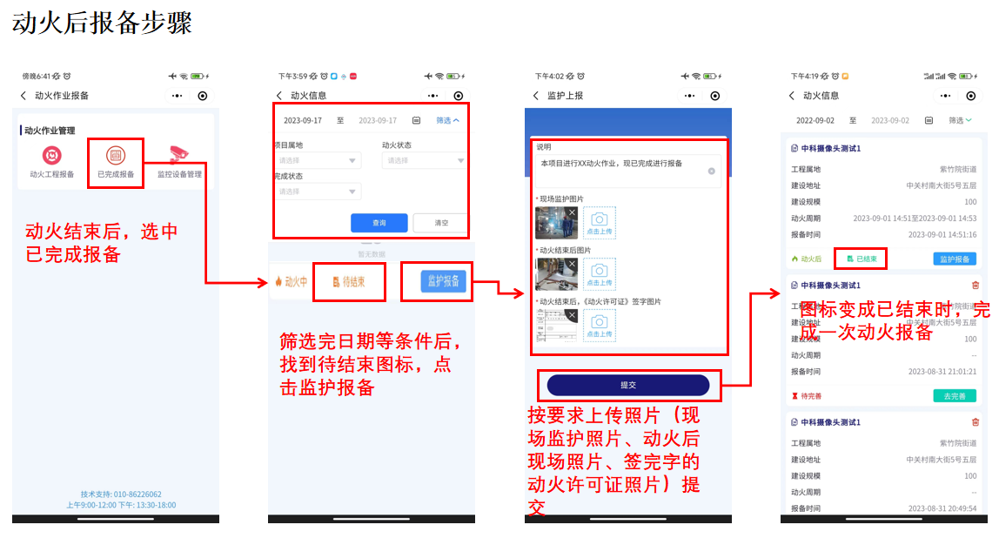 动火后报备步骤
傍晚6:41
动火作业报备
动火作业管理
动火工程报备
已完成报备
监控设备管理
动火结束后，选中
已完成报备
技术支持: 010-86226062
上午9:00-12:00 下午: 13:30-18:00
下午3:59
动火信息
2023-09-17 至 2023-09-17 筛选
项目属地 动火状态
请选择 请选择
完成状态
请选择
查询 清空
暂无数据
动火中 待结束 监护报备
筛选完日期等条件后，
找到待结束图标，点
击监护报备
下午4:02
监护上报
说明
本项目进行XX动火作业，现已完成进行报备
*现场监护图片
点击上传
*动火结束后图片
点击上传
*动火结束后，《动火许可证》签字图片
点击上传
提交
按要求上传照片（现
场监护照片、动火后
现场照片、签完字的
动火许可证照片）提
交
下午4:19
动火信息
2022-09-02 至 2023-09-02 筛选
中科摄像头测试1
工程属地 紫竹院街道
建设地址 中关村南大街5号五层
建设规模 100
动火周期 2023-09-01 14:51至2023-09-01 14:53
报备时间 2023-09-01 14:51:16
动火后 已结束 监护报备
中科摄像头测试1
工程属地 紫竹院街道
图标变成已结束时，完
成一次动火报备
建设地址 中关村南大街5号五层
建设规模 100
动火周期 --
报备时间 2023-08-31 21:01:21
待完善 去完善
中科摄像头测试1
工程属地 紫竹院街道
建设地址 中关村南大街5号五层
建设规模 100
动火周期 --
报备时间 2023-08-31 20:49:54